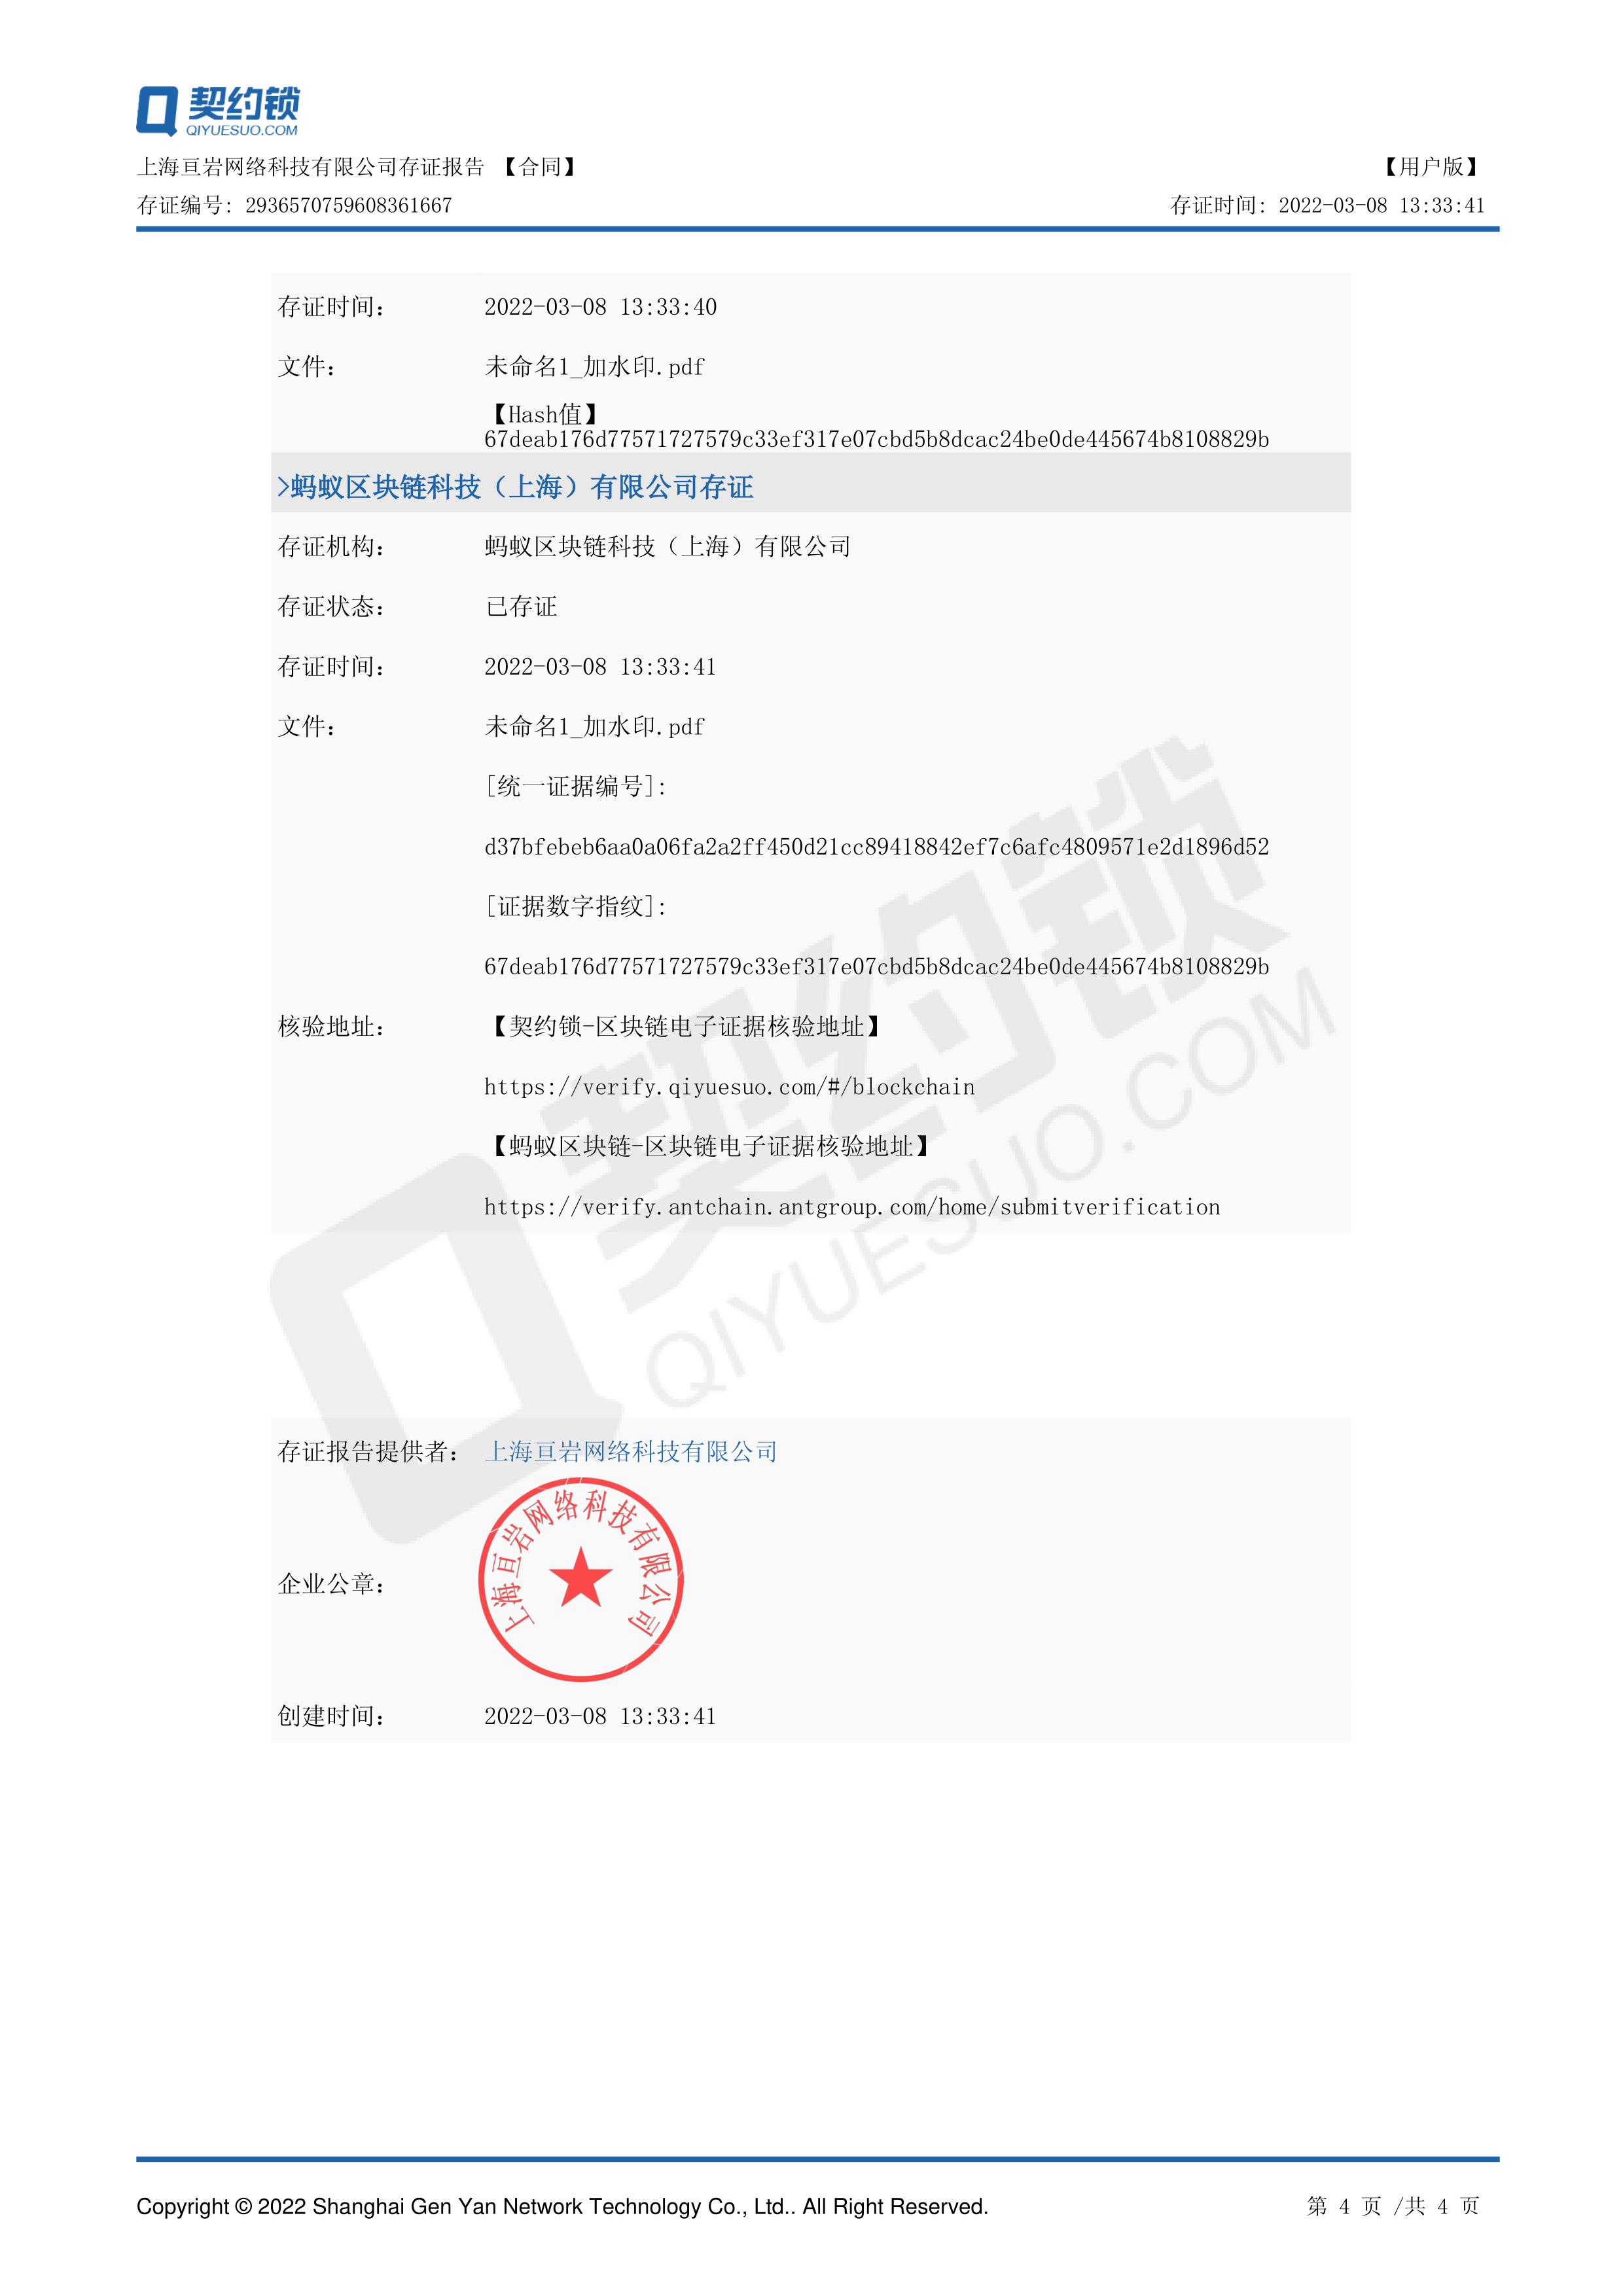 契约锁
QIYUESUO.COM
上海亘岩网络科技有限公司存证报告 【合同】
【用户版】
存证编号: 2936570759608361667
存证时间: 2022-03-08 13:33:41
存证时间: 2022-03-08 13:33:40
文件: 未命名1_加水印.pdf
【Hash值】
67deab176d77571727579c33ef317e07cbd5b8dcac24be0de445674b8108829b
>蚂蚁区块链科技（上海）有限公司存证
存证机构: 蚂蚁区块链科技（上海）有限公司
存证状态: 已存证
存证时间: 2022-03-08 13:33:41
文件: 未命名1_加水印.pdf
[统一证据编号]:
d37bfebeb6aa0a06fa2a2ff450d21cc89418842ef7c6afc4809571e2d1896d52
[证据数字指纹]:
67deab176d77571727579c33ef317e07cbd5b8dcac24be0de445674b8108829b
核验地址: 【契约锁-区块链电子证据核验地址】
https://verify.qiyuesuo.com/#/blockchain
【蚂蚁区块链-区块链电子证据核验地址】
https://verify.antchain.antgroup.com/home/submitverification
契约锁
QIYUESUO.COM
存证报告提供者: 上海亘岩网络科技有限公司
企业公章:
上海亘岩网络科技有限公司
创建时间: 2022-03-08 13:33:41
Copyright © 2022 Shanghai Gen Yan Network Technology Co., Ltd.. All Right Reserved.
第 4 页 /共 4 页